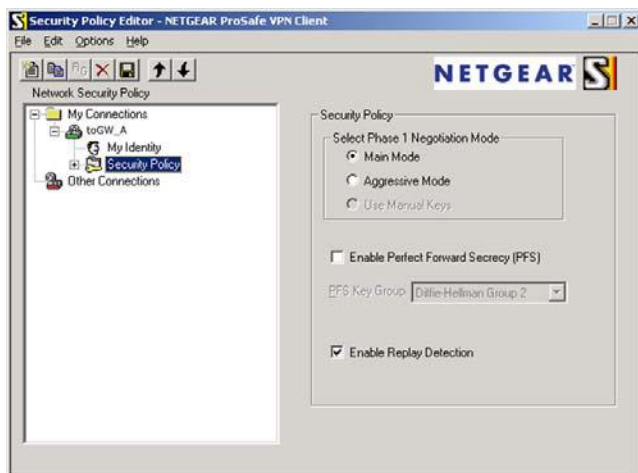 Security Policy Editor - NETGEAR ProSafe VPN Client
File Edit Options Help
NETGEAR
Network Security Policy
My Connections
toGW_A
My Identity
Security Policy
Other Connections
Security Policy
Select Phase 1 Negotiation Mode
Main Mode
Aggressive Mode
Use Manual Keys
Enable Perfect Forward Secrecy (PFS)
PFS Key Group Diffie-Hellman Group 2
Enable Replay Detection